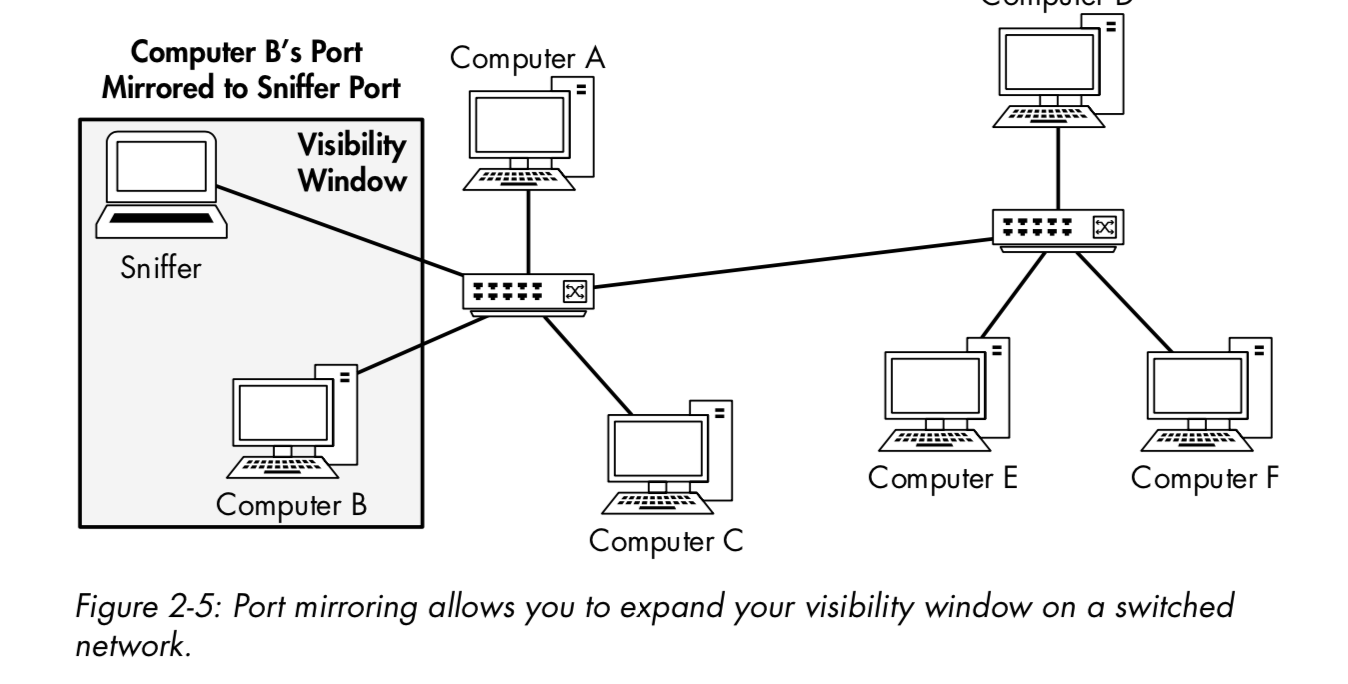 Computer D
Computer B's Port
Mirrored to Sniffer Port
Computer A
Visibility
Window
Sniffer
Computer B
Computer C
Computer E
Computer F
Figure 2-5: Port mirroring allows you to expand your visibility window on a switched
network.